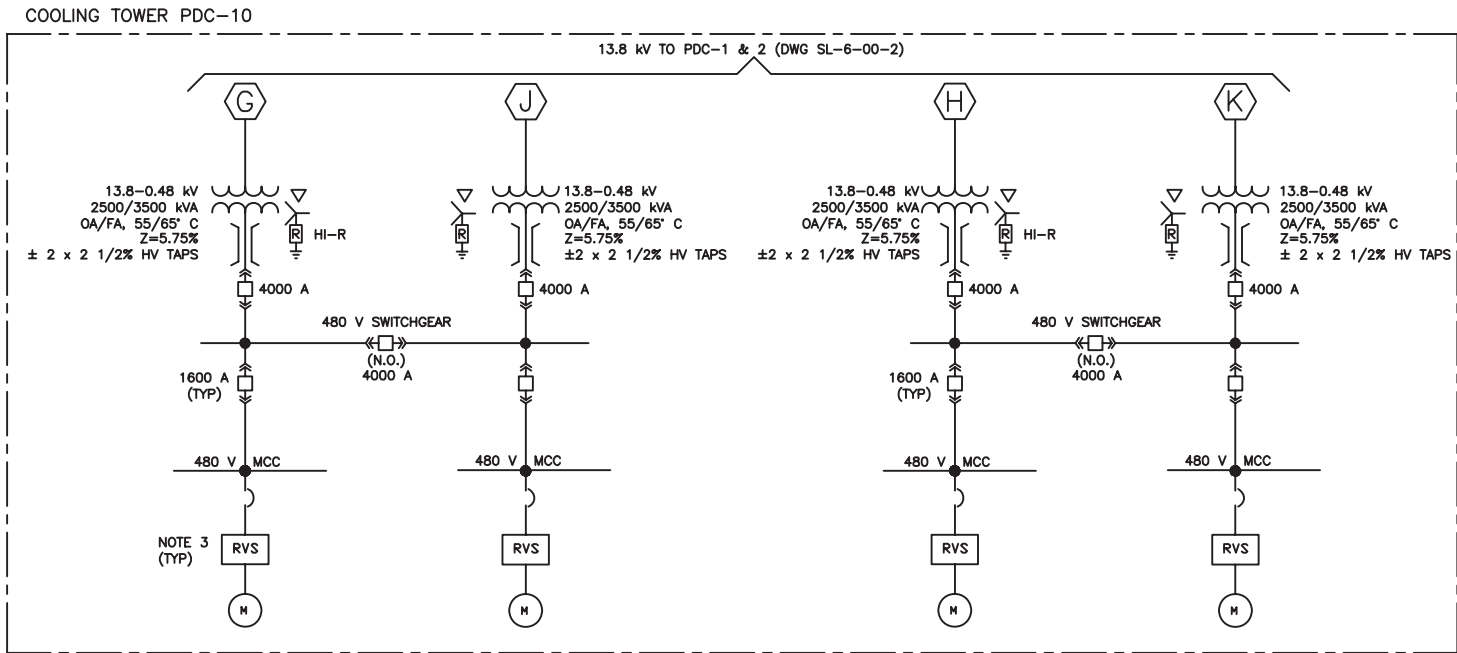 COOLING TOWER PDC-10
13.8 kV TO PDC-1 & 2 (DWG SL-6-00-2)
G
J
H
K
13.8-0.48 kV
2500/3500 kVA
OA/FA, 55/65° C
Z=5.75%
± 2 x 2 1/2% HV TAPS
R
HI-R
4000 A
R
13.8-0.48 kV
2500/3500 kVA
OA/FA, 55/65° C
Z=5.75%
±2 x 2 1/2% HV TAPS
4000 A
13.8-0.48 kV
2500/3500 kVA
OA/FA, 55/65° C
Z=5.75%
±2 x 2 1/2% HV TAPS
R
HI-R
4000 A
R
13.8-0.48 kV
2500/3500 kVA
OA/FA, 55/65° C
Z=5.75%
± 2 x 2 1/2% HV TAPS
4000 A
480 V SWITCHGEAR
(N.O.)
4000 A
480 V SWITCHGEAR
(N.O.)
4000 A
1600 A
(TYP)
1600 A
(TYP)
480 V MCC
480 V MCC
480 V MCC
480 V MCC
NOTE 3
(TYP)
RVS
RVS
RVS
RVS
M
M
M
M